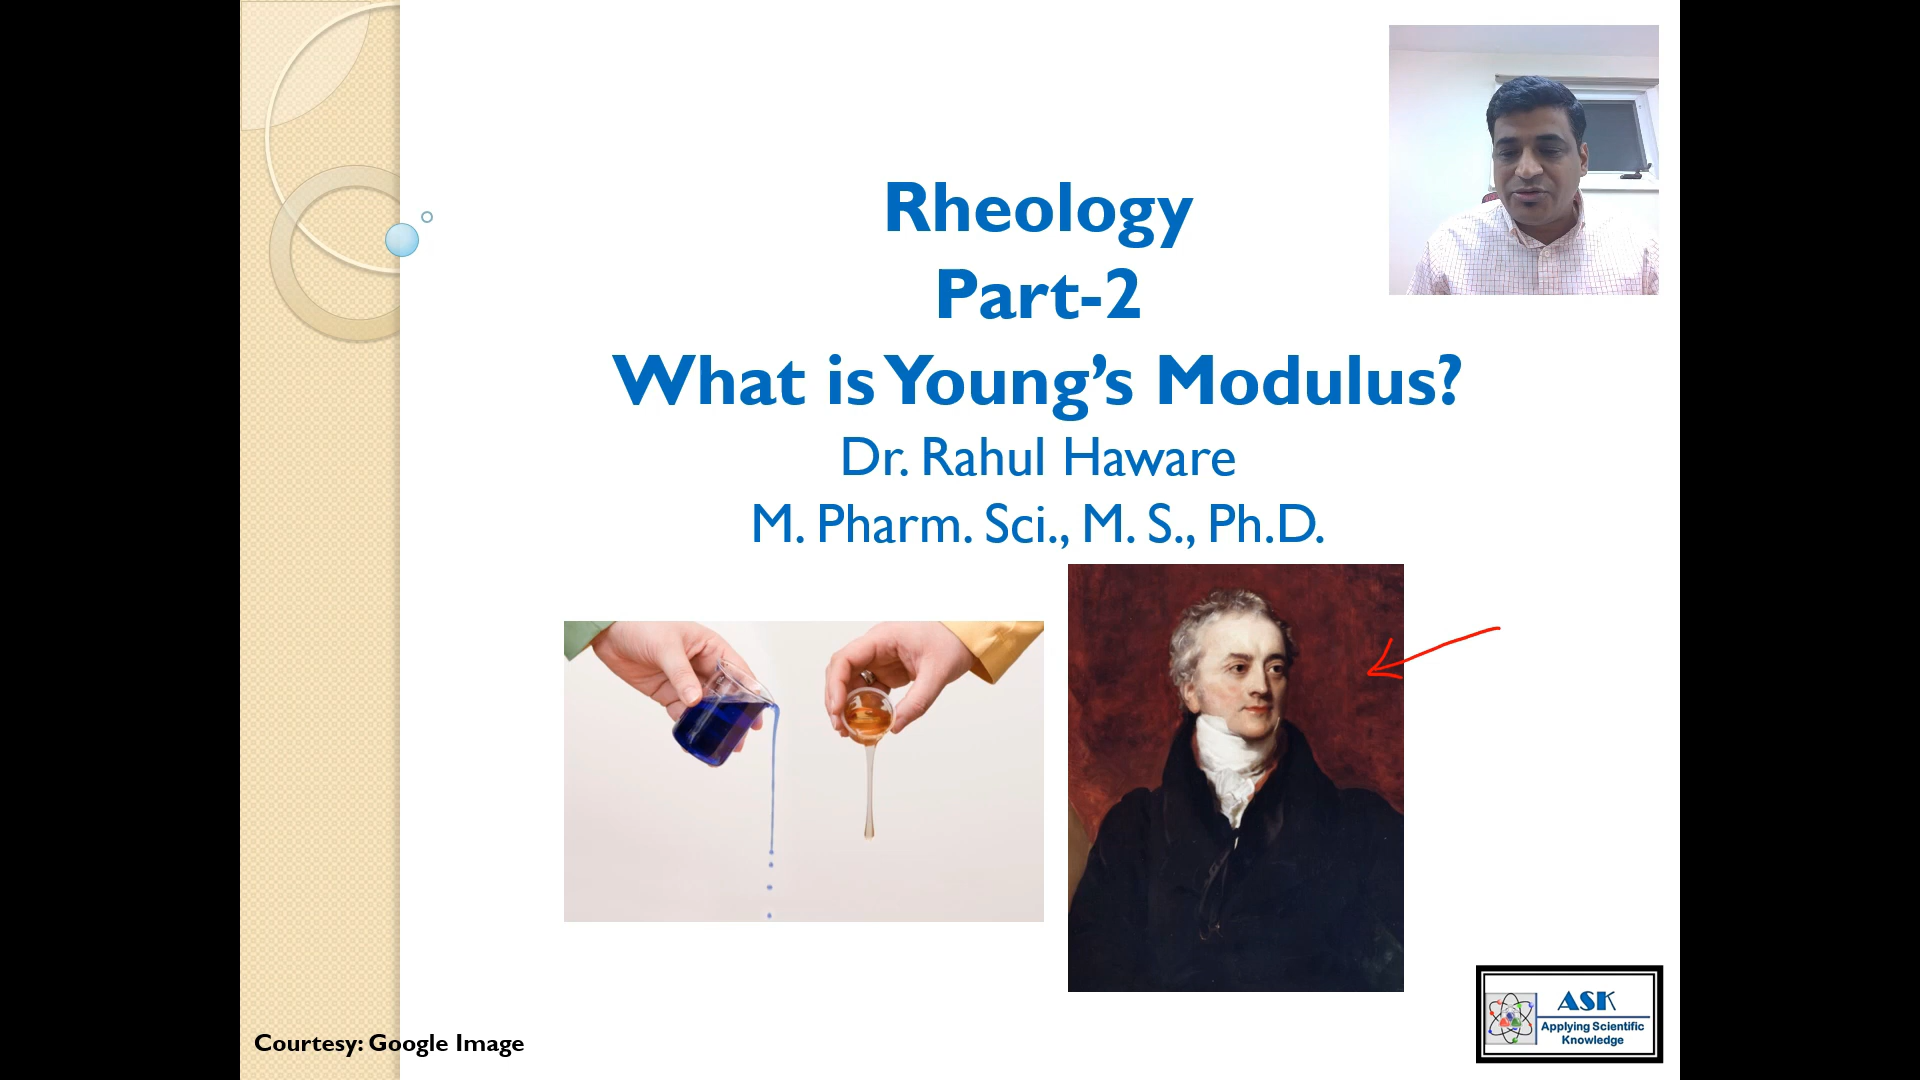 Rheology
Part-2
What is Young's Modulus?
Dr. Rahul Haware
M. Pharm. Sci., M. S., Ph.D.
Courtesy: Google Image
ASK
Applying Scientific
Knowledge